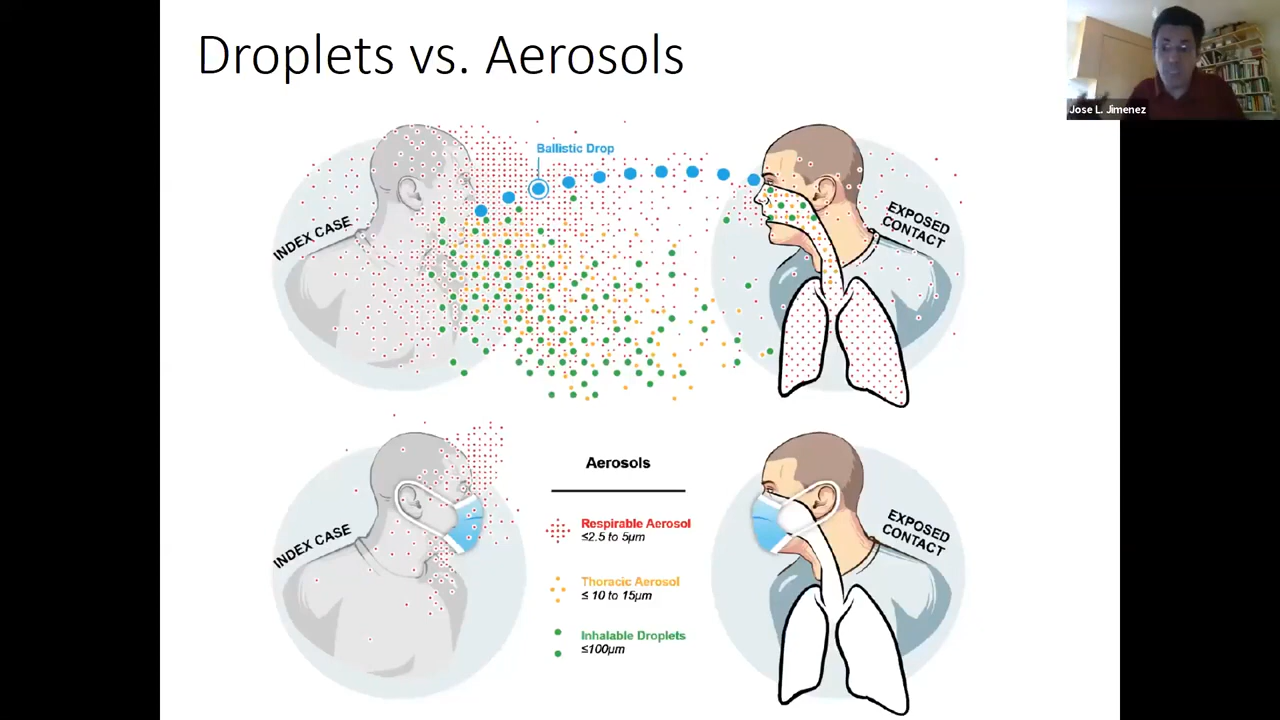 Droplets vs. Aerosols
Jose L. Jimenez
Ballistic Drop
INDEX CASE
EXPOSED
CONTACT
Aerosols
INDEX CASE
EXPOSED
CONTACT
Respirable Aerosol
≤2.5 to 5µm
Thoracic Aerosol
≤ 10 to 15µm
Inhalable Droplets
≤100µm